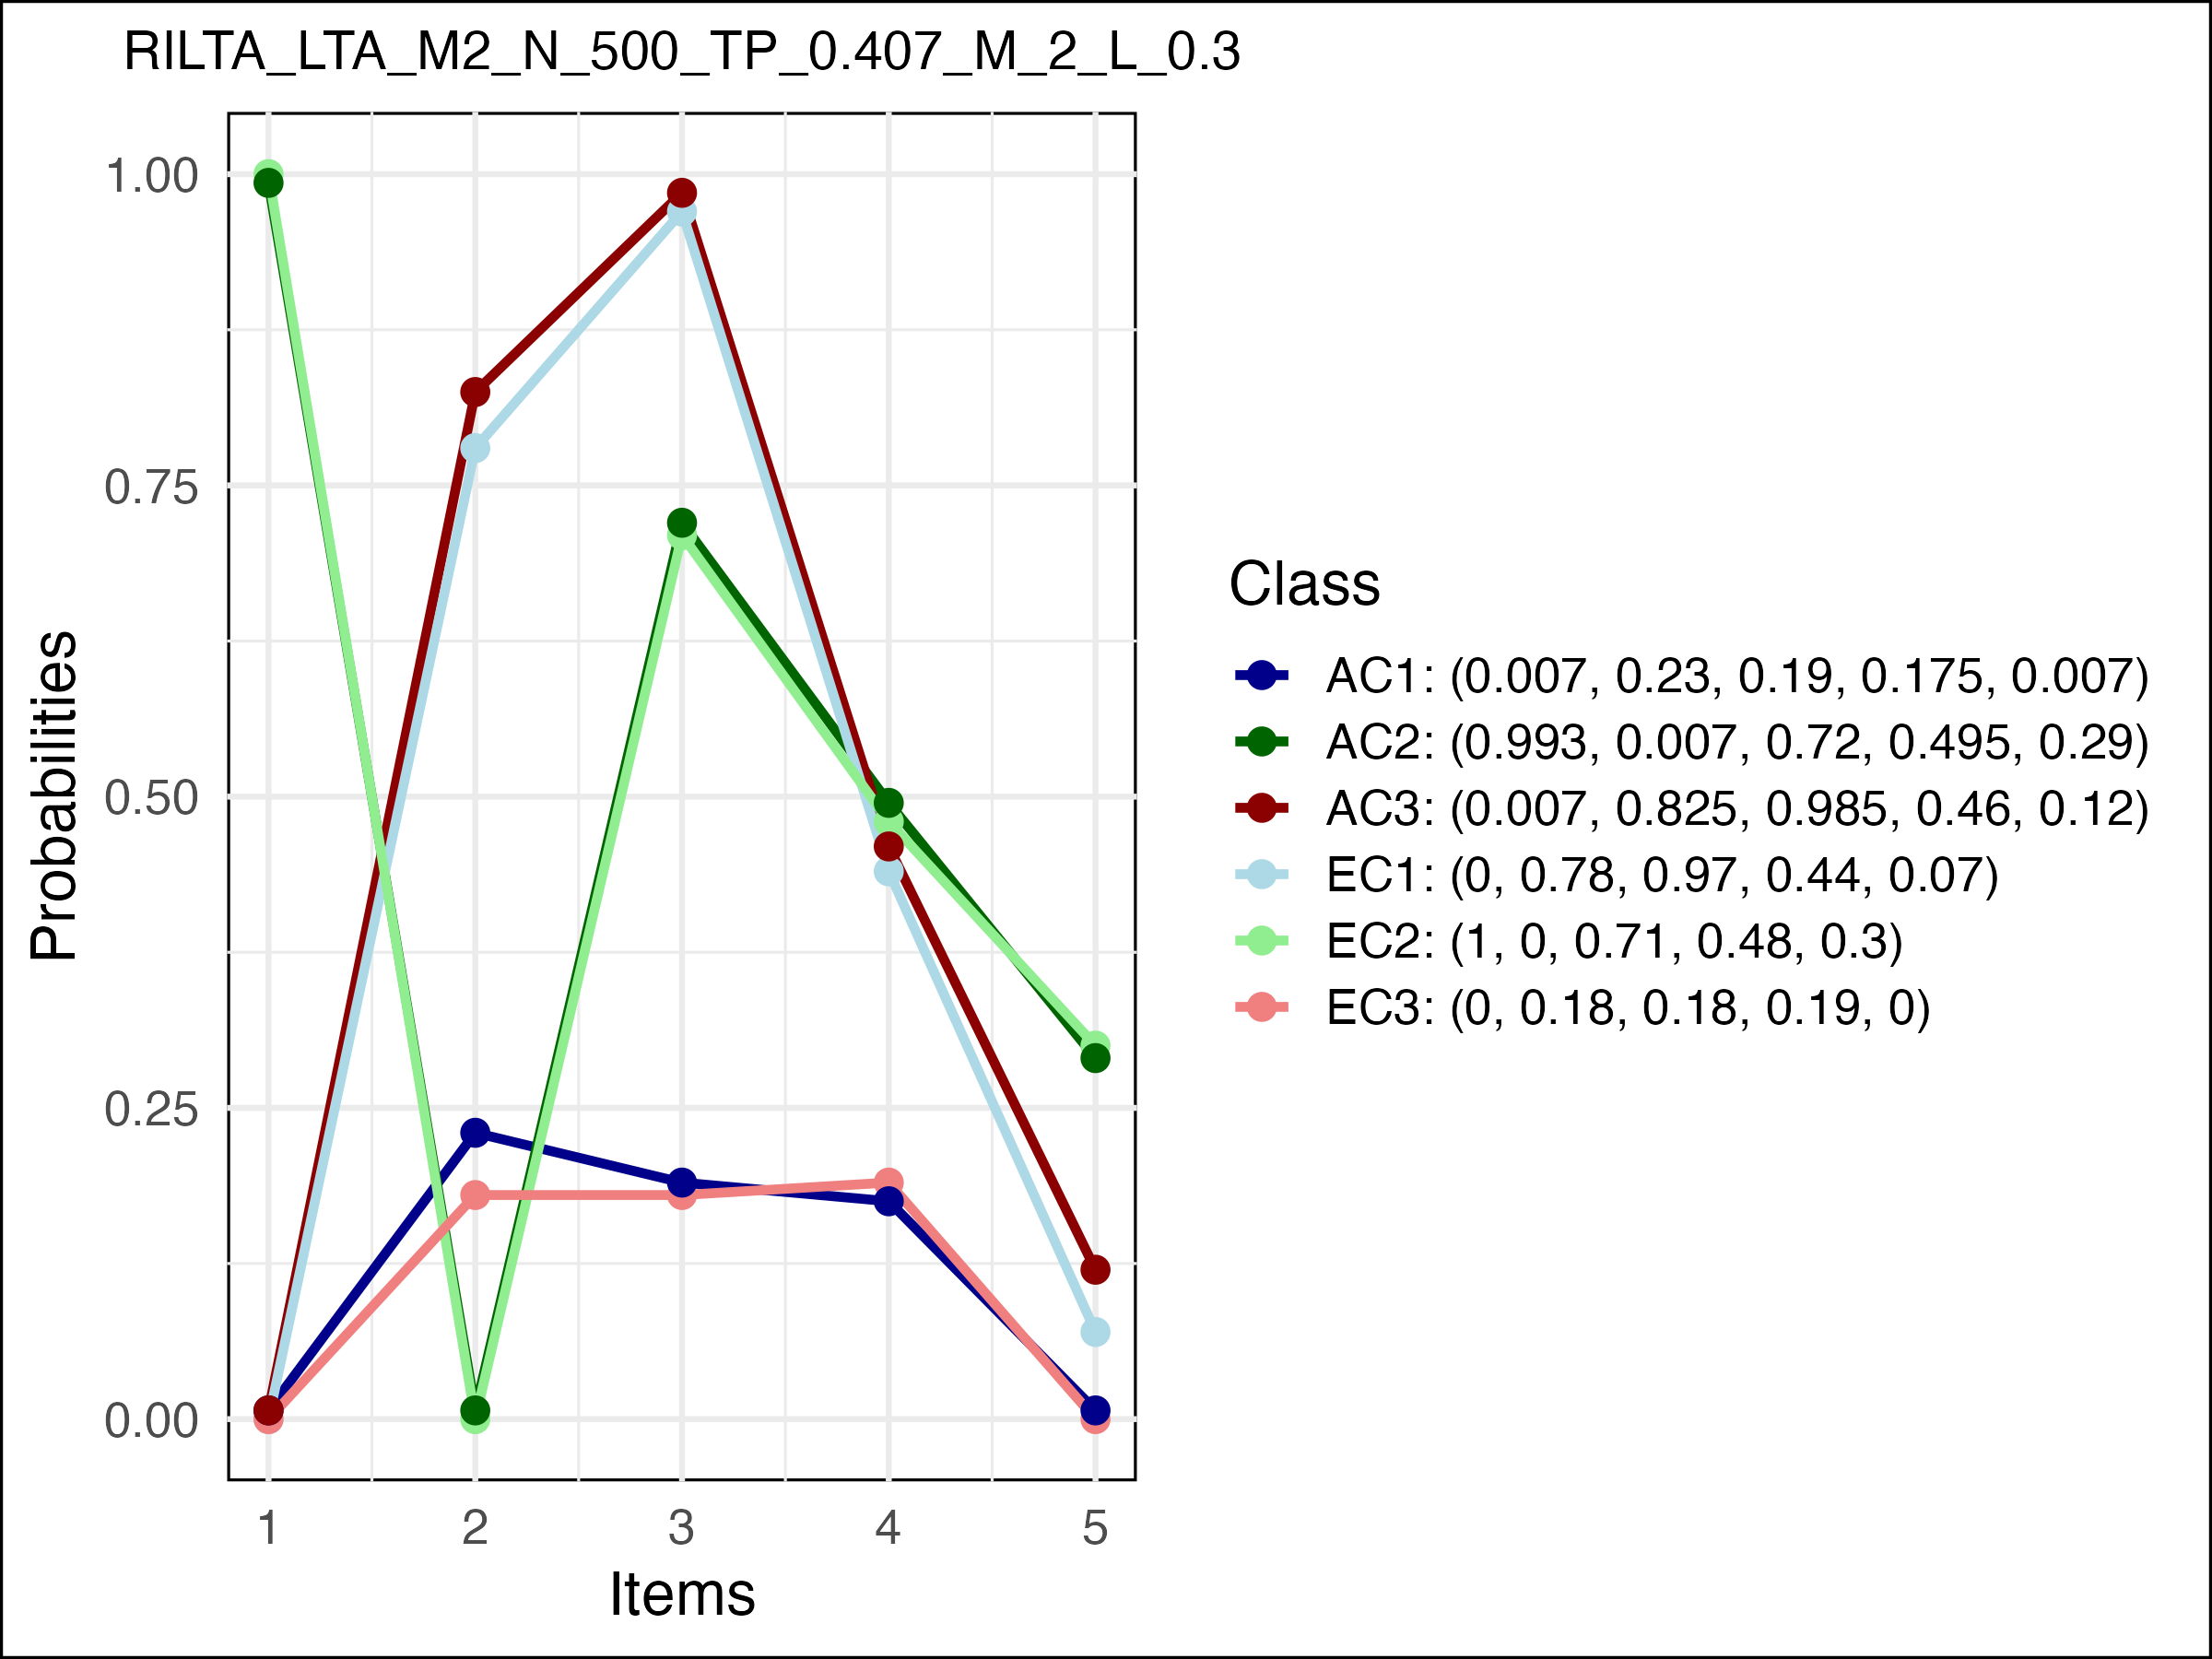 RILTA_LTA_M2_N_500_TP_0.407_M_2_L_0.3
1.00
0.75
0.50
0.25
0.00
Probabilities
1 2 3 4 5
Items
Class
AC1: (0.007, 0.23, 0.19, 0.175, 0.007)
AC2: (0.993, 0.007, 0.72, 0.495, 0.29)
AC3: (0.007, 0.825, 0.985, 0.46, 0.12)
EC1: (0, 0.78, 0.97, 0.44, 0.07)
EC2: (1, 0, 0.71, 0.48, 0.3)
EC3: (0, 0.18, 0.18, 0.19, 0)